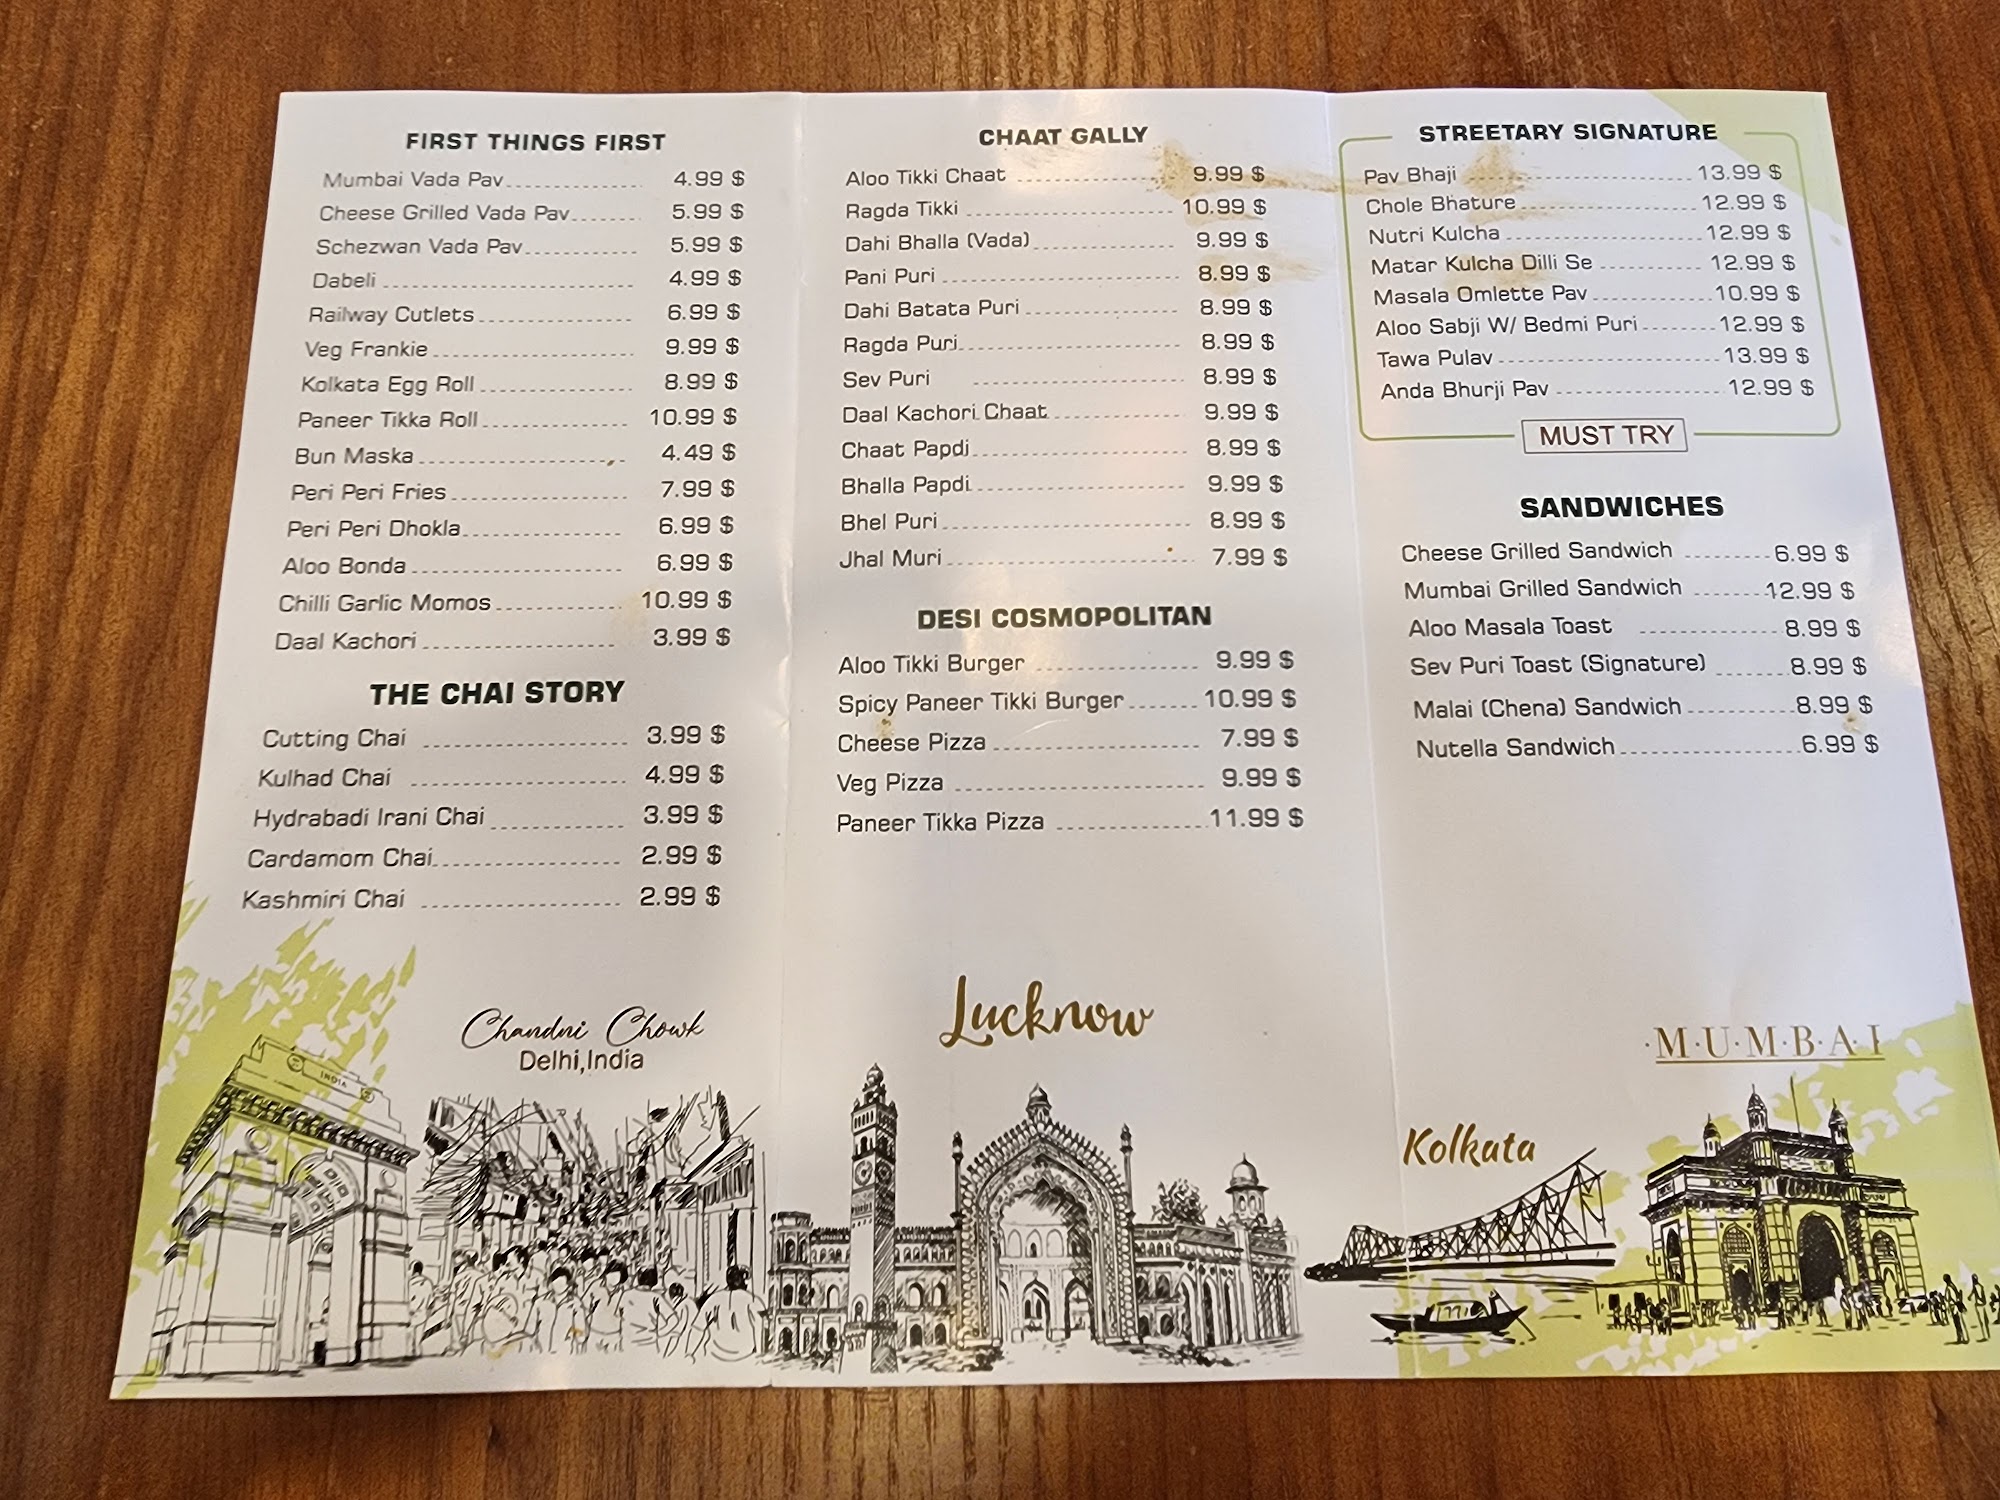 FIRST THINGS FIRST
Mumbai Vada Pav 4.99 $
Cheese Grilled Vada Pav 5.99 $
Schezwan Vada Pav 5.99 $
Dabeli 4.99 $
Railway Cutlets 6.99 $
Veg Frankie 9.99 $
Kolkata Egg Roll 8.99 $
Paneer Tikka Roll 10.99 $
Bun Maska 4.49 $
Peri Peri Fries 7.99 $
Peri Peri Dhokla 6.99 $
Aloo Bonda 6.99 $
Chilli Garlic Momos 10.99 $
Daal Kachori 3.99 $
THE CHAI STORY
Cutting Chai 3.99 $
Kulhad Chai 4.99 $
Hydrabadi Irani Chai 3.99 $
Cardamom Chai 2.99 $
Kashmiri Chai 2.99 $
Chandni Chowk
Delhi,India
INDIA
CHAAT GALLY
Aloo Tikki Chaat 9.99 $
Ragda Tikki 10.99 $
Dahi Bhalla (Vada) 9.99 $
Pani Puri 8.99 $
Dahi Batata Puri 8.99 $
Ragda Puri 8.99 $
Sev Puri 8.99 $
Daal Kachori Chaat 9.99 $
Chaat Papdi 8.99 $
Bhalla Papdi 9.99 $
Bhel Puri 8.99 $
Jhal Muri 7.99 $
DESI COSMOPOLITAN
Aloo Tikki Burger 9.99 $
Spicy Paneer Tikki Burger 10.99 $
Cheese Pizza 7.99 $
Veg Pizza 9.99 $
Paneer Tikka Pizza 11.99 $
Lucknow
STREETARY SIGNATURE
Pav Bhaji 13.99 $
Chole Bhature 12.99 $
Nutri Kulcha 12.99 $
Matar Kulcha Dilli Se 12.99 $
Masala Omlette Pav 10.99 $
Aloo Sabji W/ Bedmi Puri 12.99 $
Tawa Pulav 13.99 $
Anda Bhurji Pav 12.99 $
MUST TRY
SANDWICHES
Cheese Grilled Sandwich 6.99 $
Mumbai Grilled Sandwich 12.99 $
Aloo Masala Toast 8.99 $
Sev Puri Toast (Signature) 8.99 $
Malai (Chena) Sandwich 8.99 $
Nutella Sandwich 6.99 $
·M·U·M·B·A·I
Kolkata